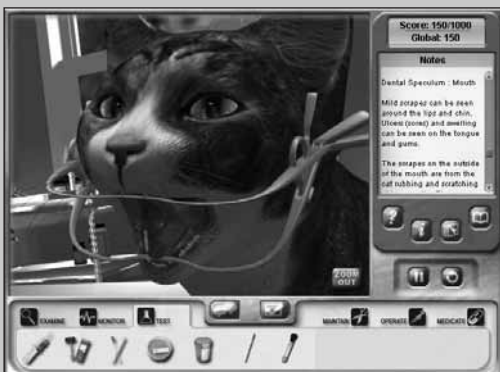 Score: 150/1000
Global: 150
Notes
Dental Speculum : Mouth
Mild scrapes can be seen
around the lips and chin.
Ulcers (sores) and swelling
can be seen on the tongue
and gums.
The scrapes on the outside
of the mouth are from the
cat rubbing and scratching
ZOOM
OUT
EXAMINE
MONITOR
TEST
MAINTAIN
OPERATE
MEDICATE